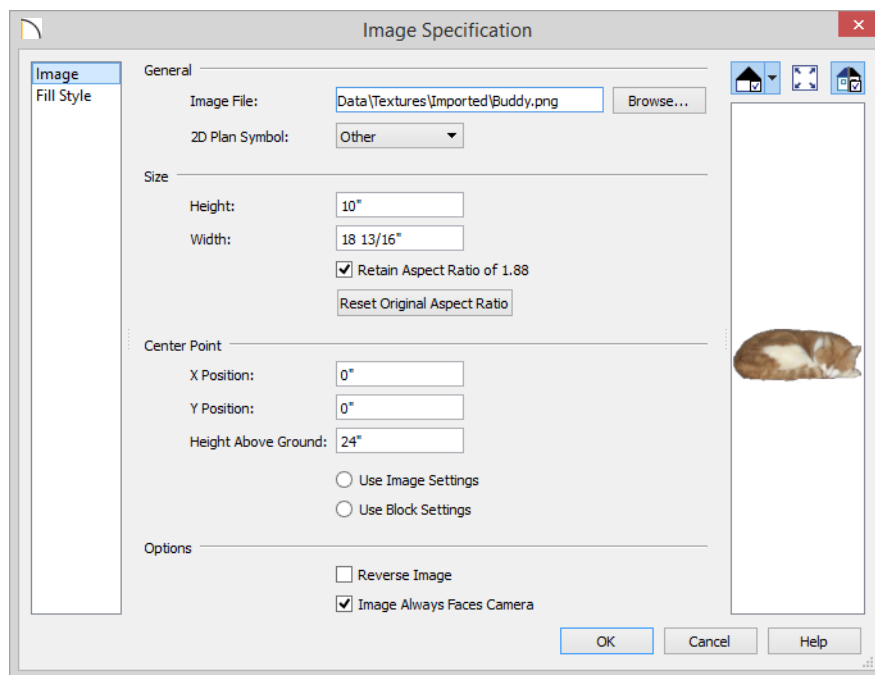 Image Specification
Image
Fill Style
General
Image File: Data\Textures\Imported\Buddy.png Browse...
2D Plan Symbol: Other
Size
Height: 10"
Width: 18 13/16"
Retain Aspect Ratio of 1.88
Reset Original Aspect Ratio
Center Point
X Position: 0"
Y Position: 0"
Height Above Ground: 24"
Use Image Settings
Use Block Settings
Options
Reverse Image
Image Always Faces Camera
OK Cancel Help